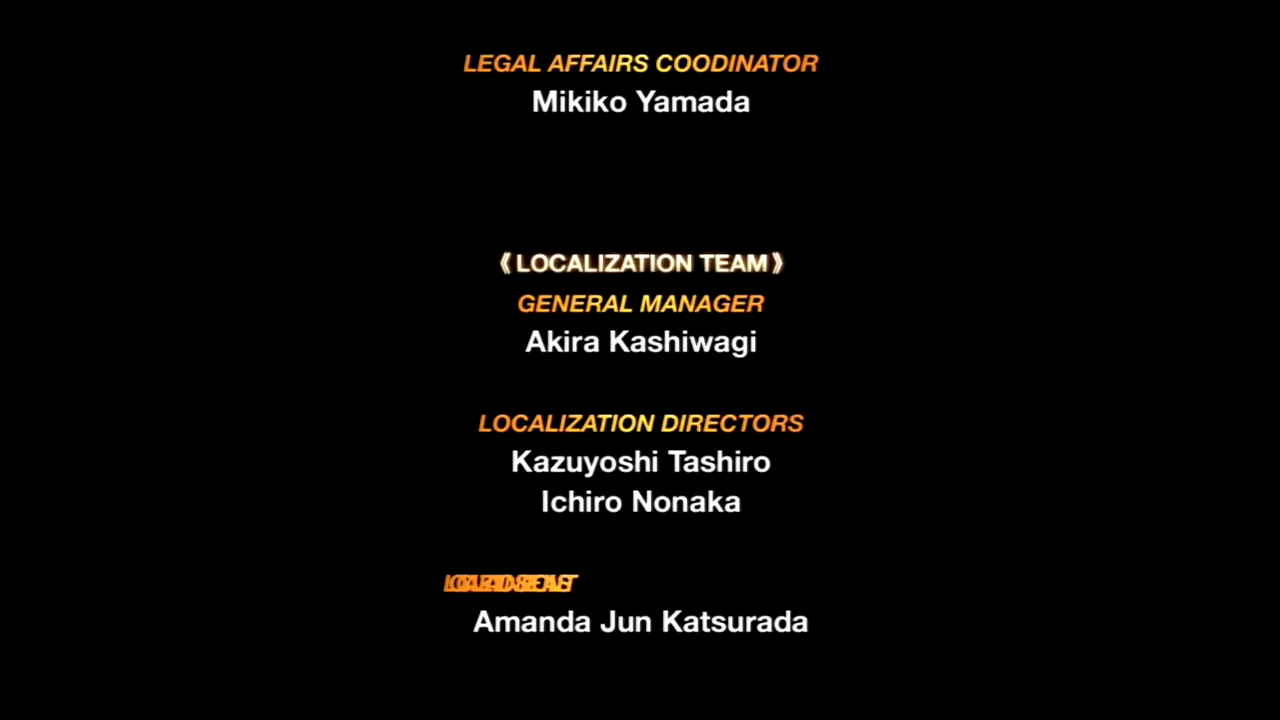 LEGAL AFFAIRS COODINATOR
Mikiko Yamada
《LOCALIZATION TEAM》
GENERAL MANAGER
Akira Kashiwagi
LOCALIZATION DIRECTORS
Kazuyoshi Tashiro
Ichiro Nonaka
Amanda Jun Katsurada